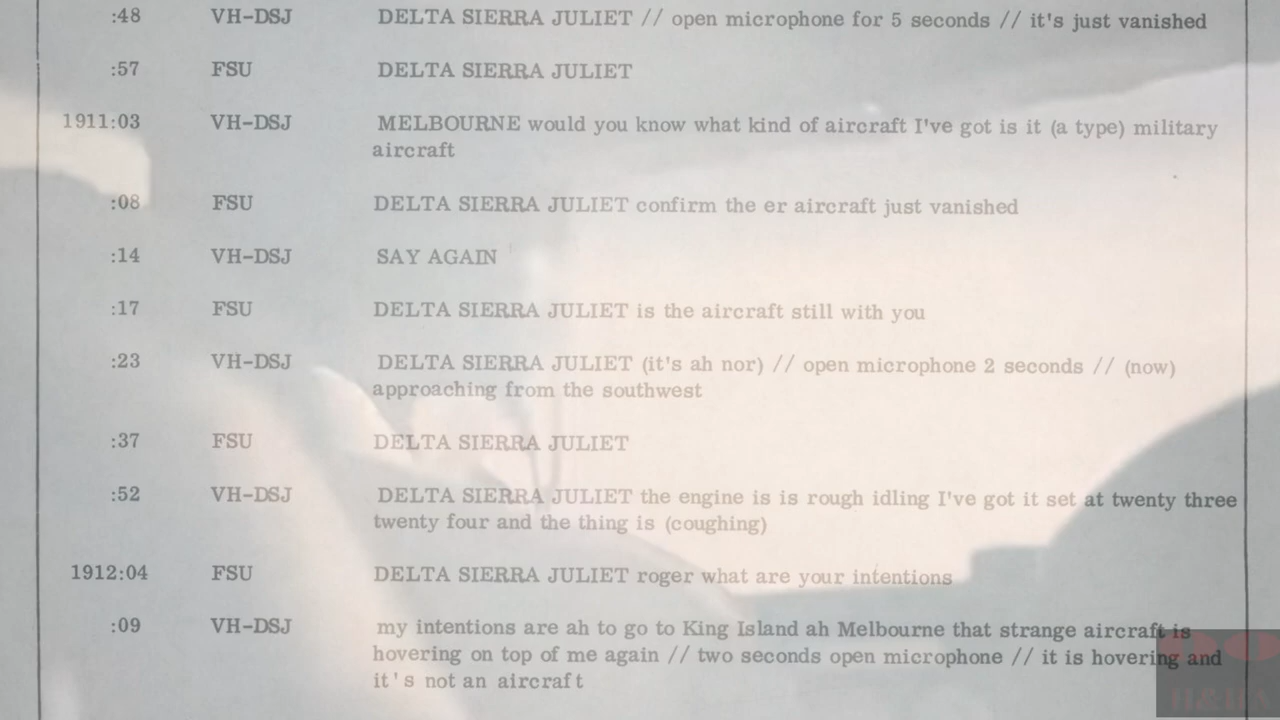 :48 VH-DSJ DELTA SIERRA JULIET // open microphone for 5 seconds // it's just vanished
:57 FSU DELTA SIERRA JULIET
1911:03 VH-DSJ MELBOURNE would you know what kind of aircraft I've got is it (a type) military
aircraft
:08 FSU DELTA SIERRA JULIET confirm the er aircraft just vanished
:14 VH-DSJ SAY AGAIN
:17 FSU DELTA SIERRA JULIET is the aircraft still with you
:23 VH-DSJ DELTA SIERRA JULIET (it's ah nor) // open microphone 2 seconds // (now)
approaching from the southwest
:37 FSU DELTA SIERRA JULIET
:52 VH-DSJ DELTA SIERRA JULIET the engine is is rough idling I've got it set at twenty three
twenty four and the thing is (coughing)
1912:04 FSU DELTA SIERRA JULIET roger what are your intentions
:09 VH-DSJ my intentions are ah to go to King Island ah Melbourne that strange aircraft is
hovering on top of me again // two seconds open microphone // it is hovering and
it's not an aircraft